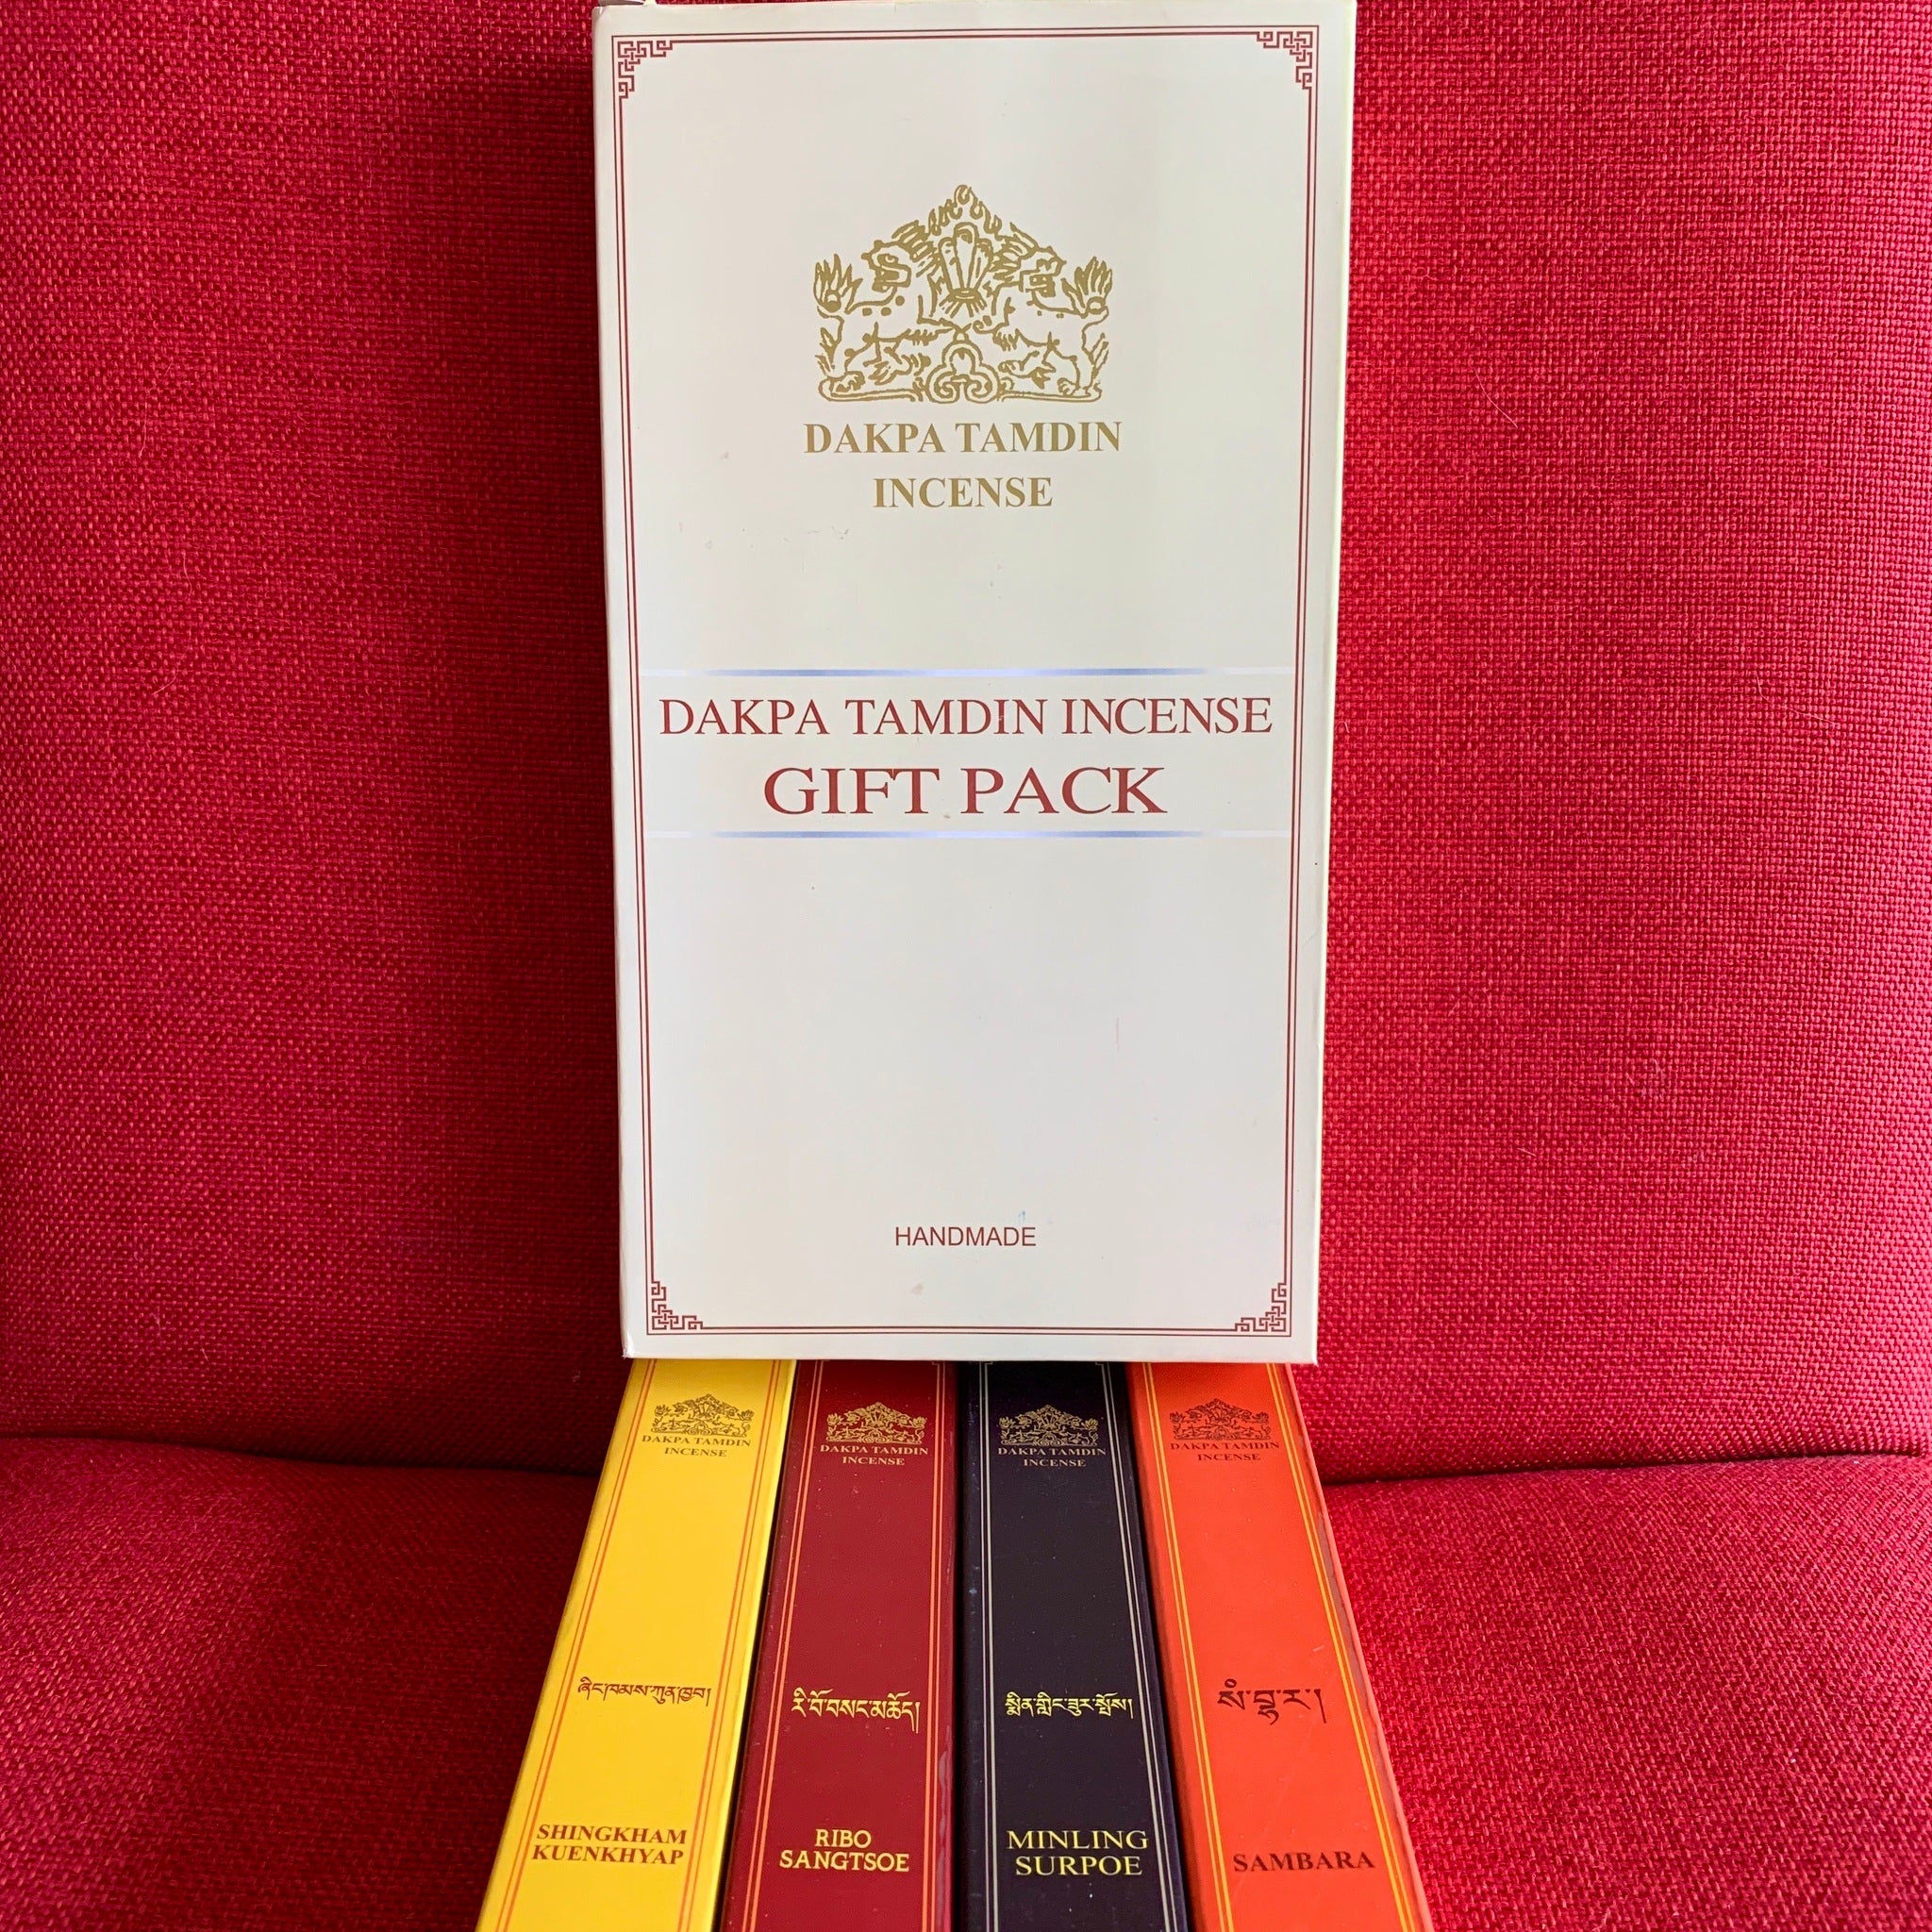 DAKPA TAMDIN
INCENSE
DAKPA TAMDIN INCENSE
GIFT PACK
HANDMADE
DAKPA TAMDIN
INCENSE
ཞིང་ཁམས་ཀུན་ཁྱབ།
SHINGKHAM
KUENKHYAP
DAKPA TAMDIN
INCENSE
རི་བོ་བསང་མཆོད།
RIBO
SANGTSOE
DAKPA TAMDIN
INCENSE
སྨིན་གླིང་ཟུར་སྤོས།
MINLING
SURPOE
DAKPA TAMDIN
INCENSE
སཾ་བྷ་ར་།
SAMBARA